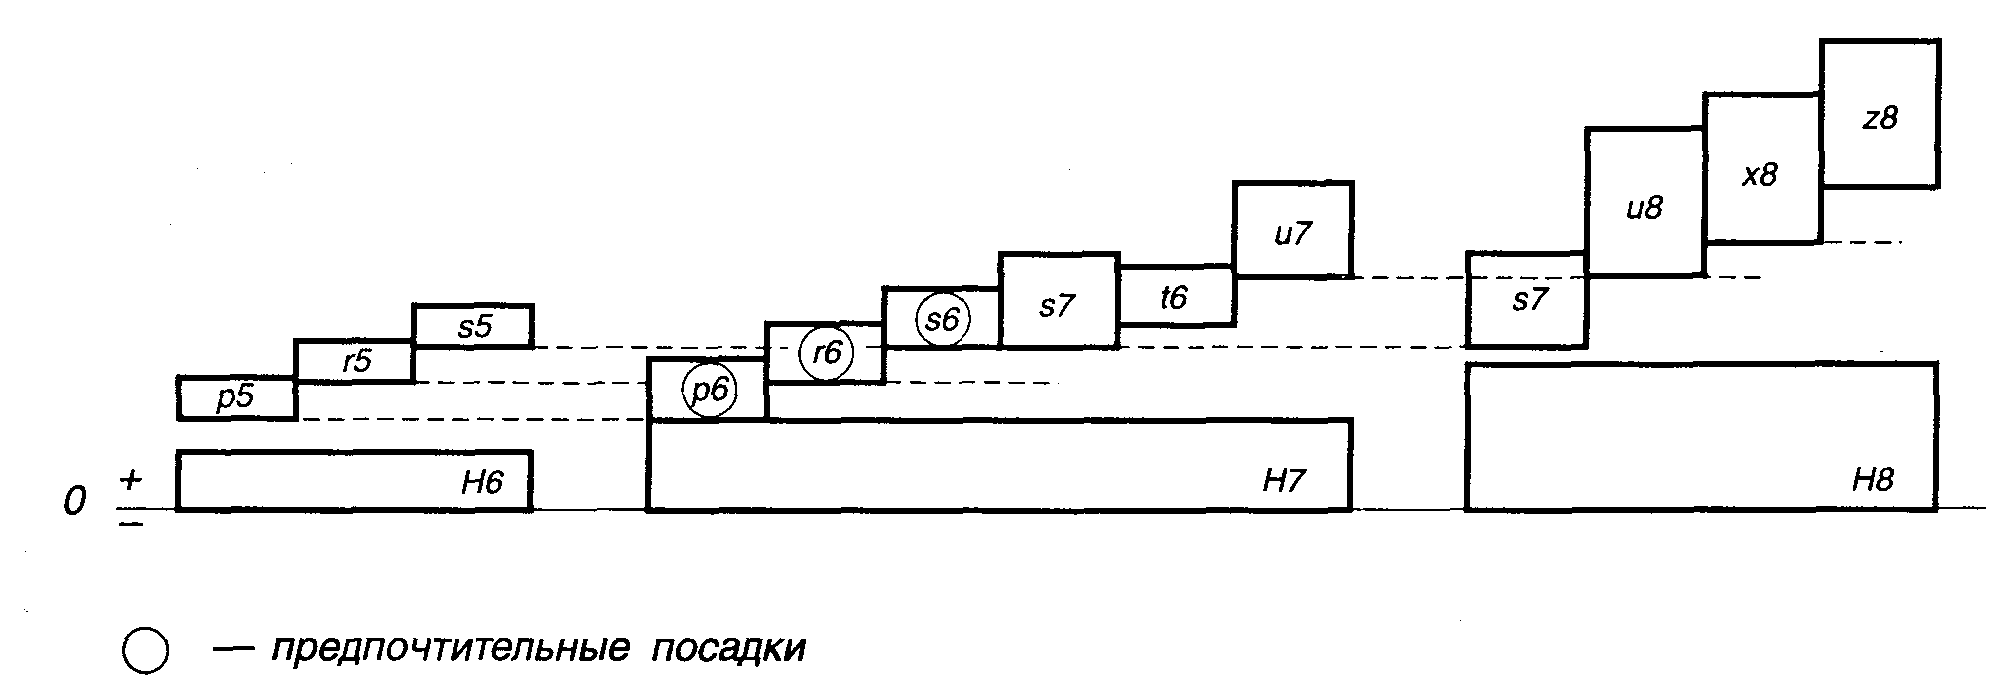 z8
x8
u8
u7
s7
t6
s7
s6
s5
r6
r5
p6
p5
H6
H7
H8
0
+
−
— предпочтительные посадки